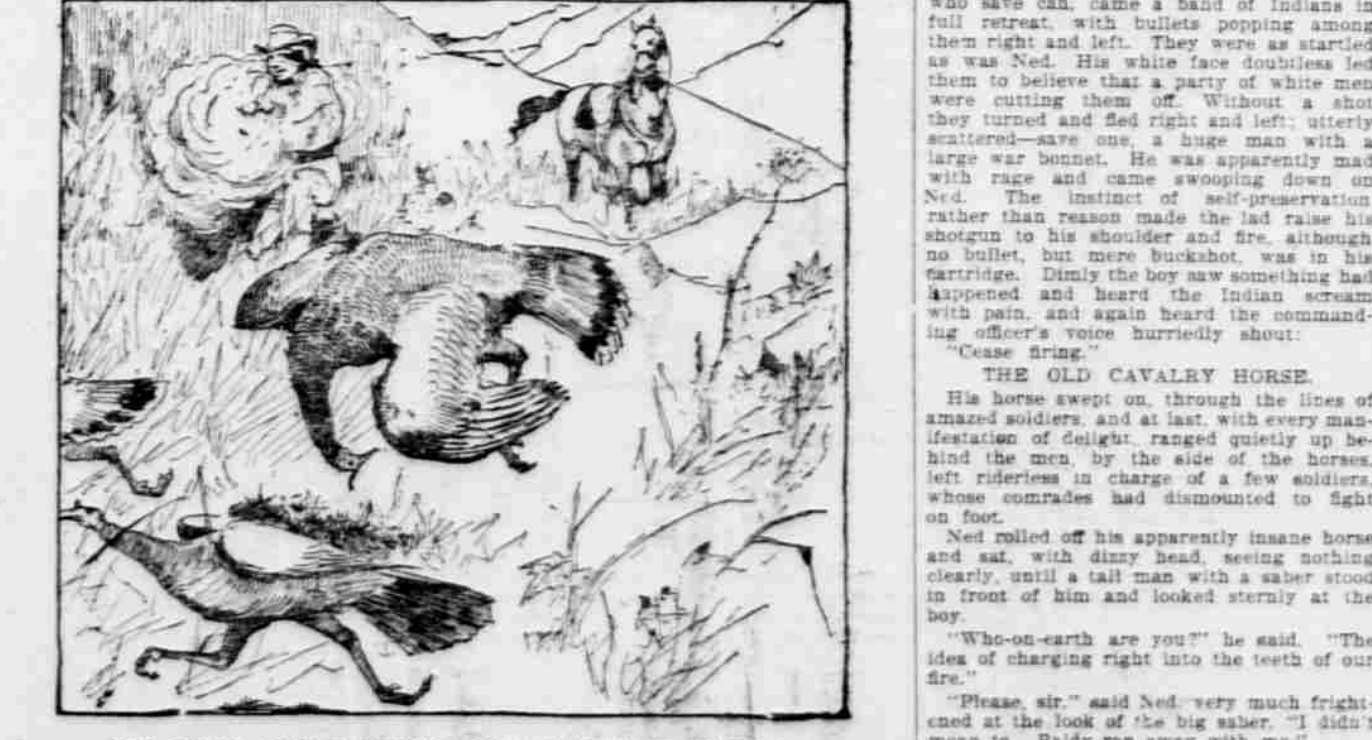 who save can, came a band of Indians in
full retreat, with bullets popping among
them right and left. They were as startled
as was Ned. His white face doubtless led
them to believe that a party of white men
were cutting them off. Without a shot
they turned and fled right and left; utterly
scattered—save one, a huge man with a
large war bonnet. He was apparently mad
with rage and came swooping down on
Ned. The instinct of self-preservation
rather than reason made the lad raise his
shotgun to his shoulder and fire, although
no bullet, but mere buckshot, was in his
cartridge. Dimly the boy saw something had
happened and heard the Indian scream
with pain, and again heard the command-
ing officer's voice hurriedly shout:
"Cease firing."
THE OLD CAVALRY HORSE.
His horse swept on, through the lines of
amazed soldiers, and at last, with every man-
ifestation of delight, ranged quietly up be-
hind the men, by the side of the horses,
left riderless in charge of a few soldiers,
whose comrades had dismounted to fight
on foot.
Ned rolled off his apparently insane horse
and sat, with dizzy head, seeing nothing
clearly, until a tall man with a saber stood
in front of him and looked sternly at the
boy.
"Who-on-earth are you?" he said. "The
idea of charging right into the teeth of our
fire."
"Please, sir," said Ned, very much fright-
ened at the look of the big saber. "I didn't